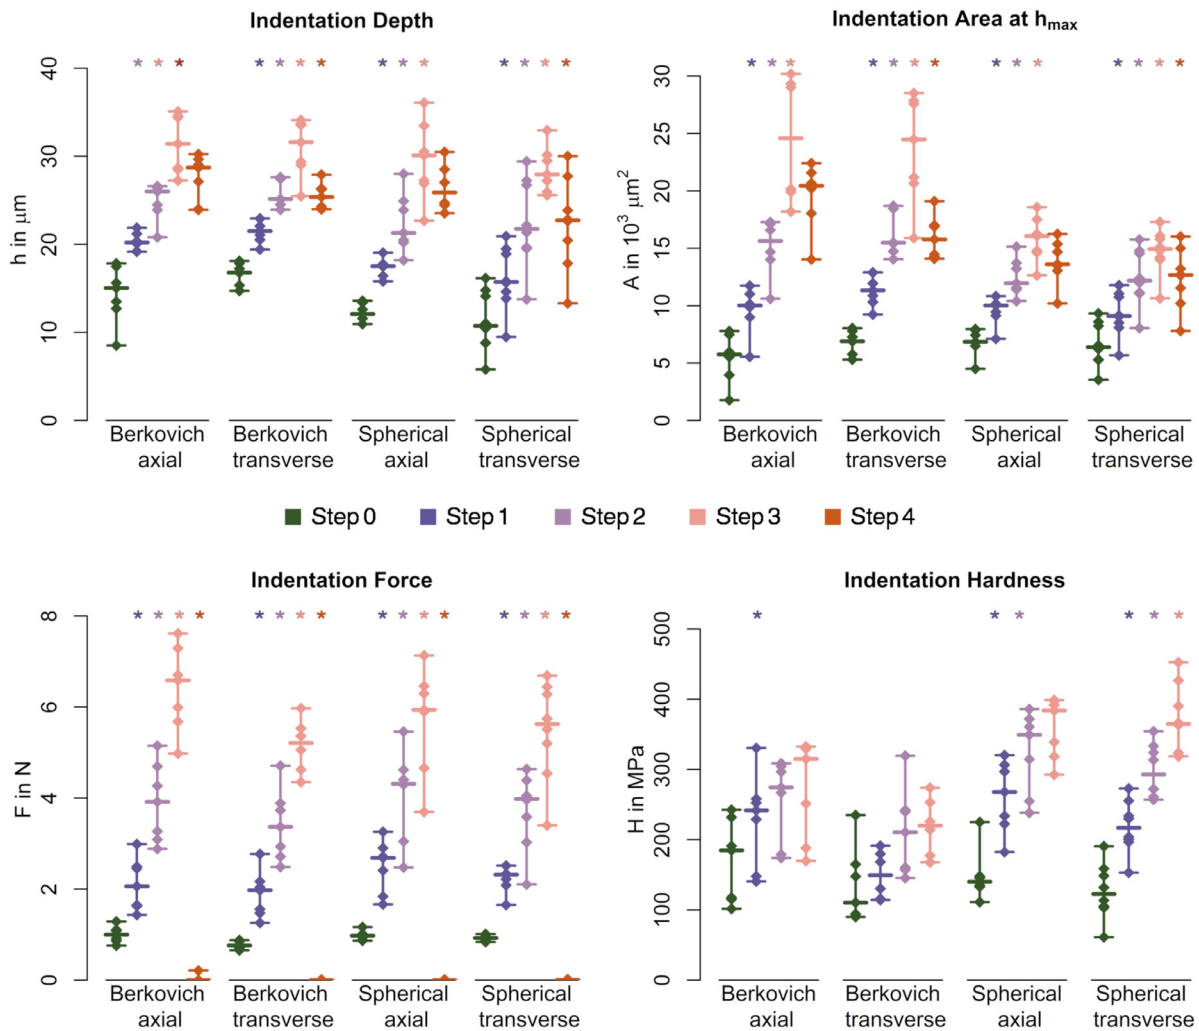 Indentation Depth
* * * * * * * * * * * * * * *
h in µm
40
30
20
10
0
Berkovich axial
Berkovich transverse
Spherical axial
Spherical transverse
Indentation Area at hmax
* * * * * * * * * * * * * *
A in 10³ µm²
30
25
20
15
10
5
0
Berkovich axial
Berkovich transverse
Spherical axial
Spherical transverse
Step 0 Step 1 Step 2 Step 3 Step 4
Indentation Force
* * * * * * * * * * * * * * * *
F in N
8
6
4
2
0
Berkovich axial
Berkovich transverse
Spherical axial
Spherical transverse
Indentation Hardness
* * * * * *
H in MPa
500
400
300
200
100
0
Berkovich axial
Berkovich transverse
Spherical axial
Spherical transverse